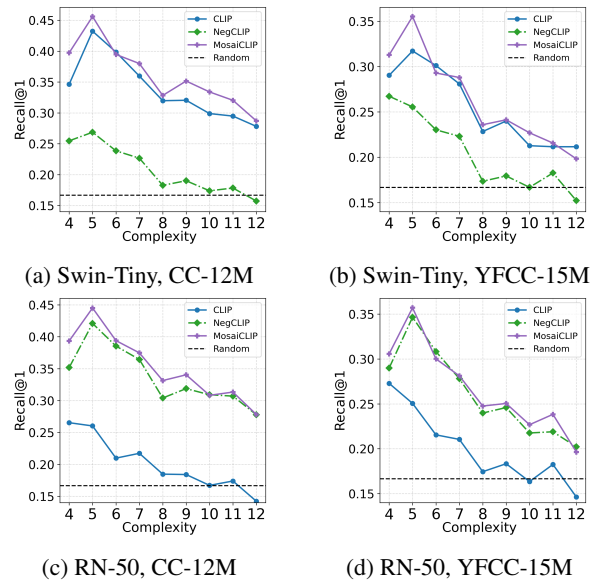 0.45
0.40
0.35
0.30
0.25
0.20
0.15
Recall@1
4 5 6 7 8 9 10 11 12
Complexity
CLIP
NegCLIP
MosaiCLIP
Random
(a) Swin-Tiny, CC-12M
0.35
0.30
0.25
0.20
0.15
Recall@1
4 5 6 7 8 9 10 11 12
Complexity
CLIP
NegCLIP
MosaiCLIP
Random
(b) Swin-Tiny, YFCC-15M
0.45
0.40
0.35
0.30
0.25
0.20
0.15
Recall@1
4 5 6 7 8 9 10 11 12
Complexity
CLIP
NegCLIP
MosaiCLIP
Random
(c) RN-50, CC-12M
0.35
0.30
0.25
0.20
0.15
Recall@1
4 5 6 7 8 9 10 11 12
Complexity
CLIP
NegCLIP
MosaiCLIP
Random
(d) RN-50, YFCC-15M